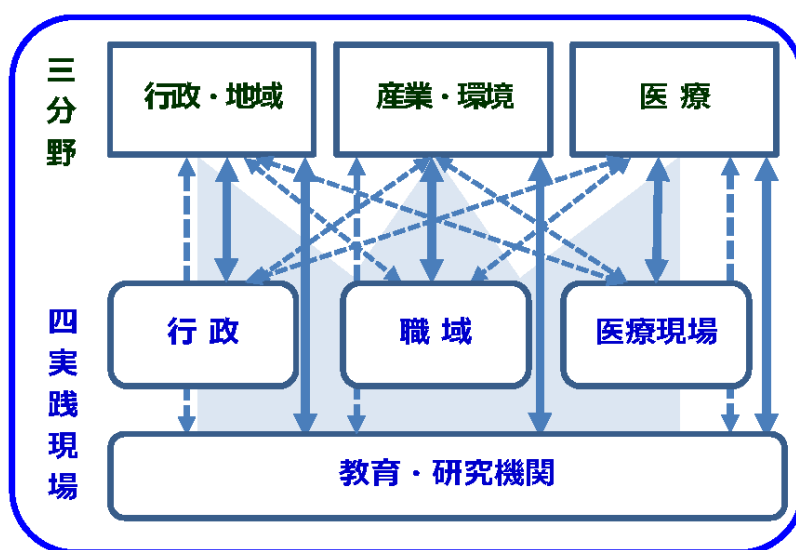 三分野
行政・地域
産業・環境
医 療
四実践現場
行 政
職 域
医療現場
教育・研究機関